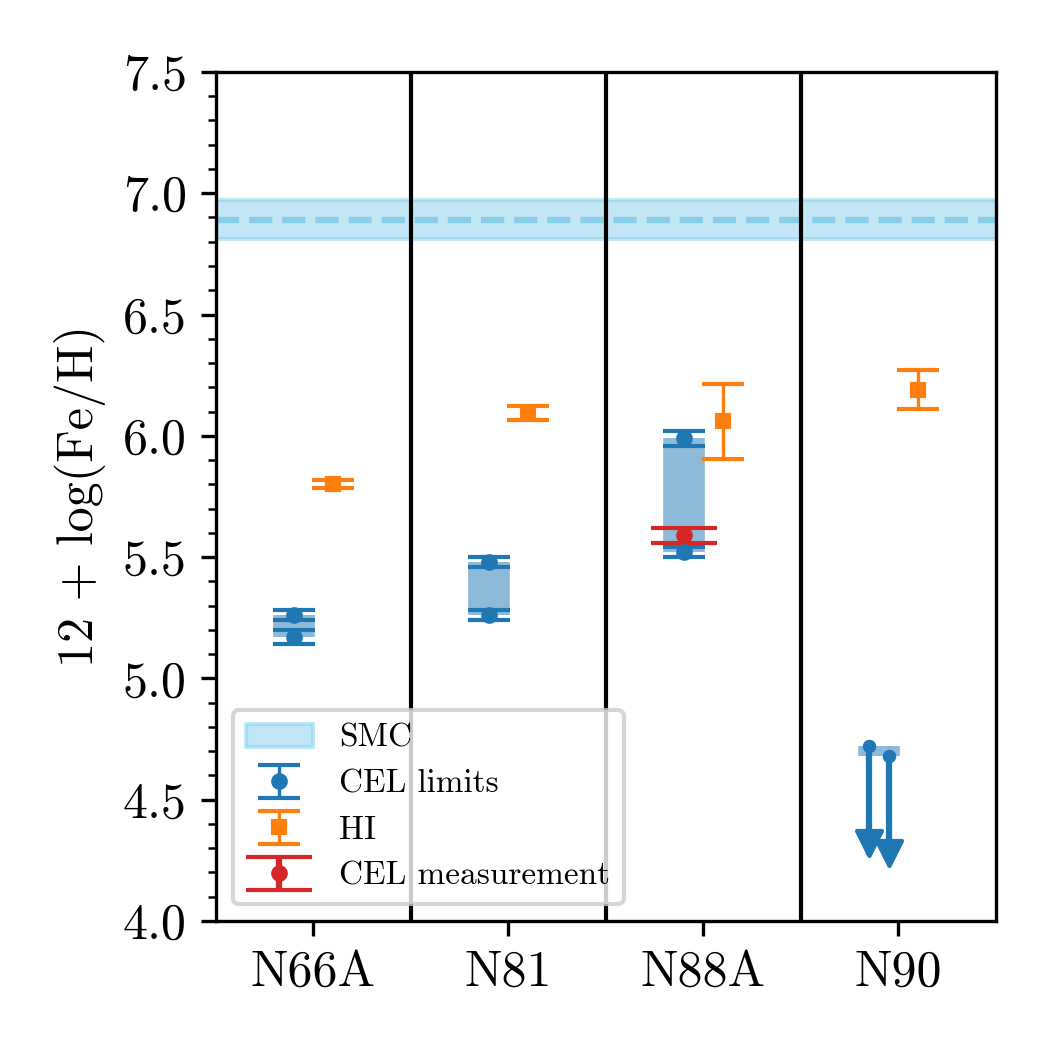 7.5
7.0
6.5
6.0
5.5
5.0
4.5
4.0
12 + log(Fe/H)
SMC
CEL limits
HI
CEL measurement
N66A N81 N88A N90